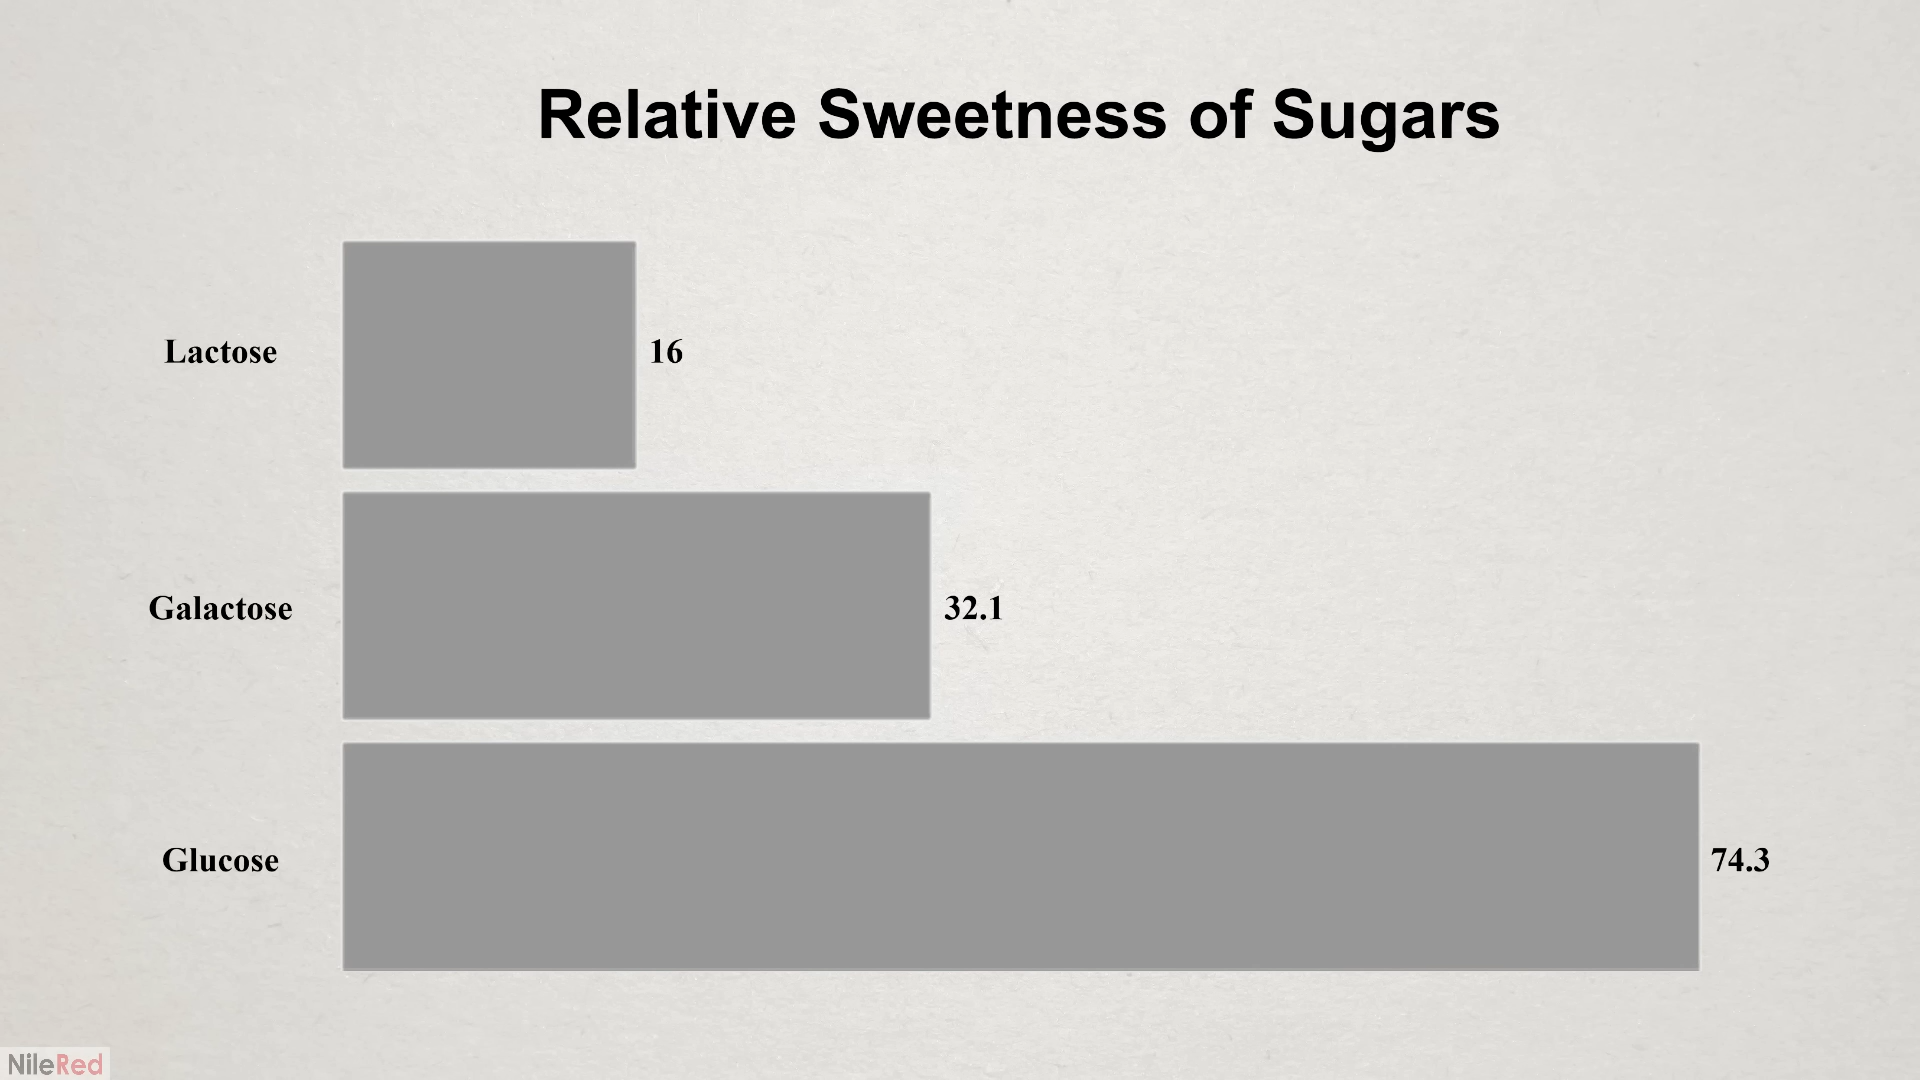 Relative Sweetness of Sugars
Lactose 16
Galactose 32.1
Glucose 74.3
NileRed